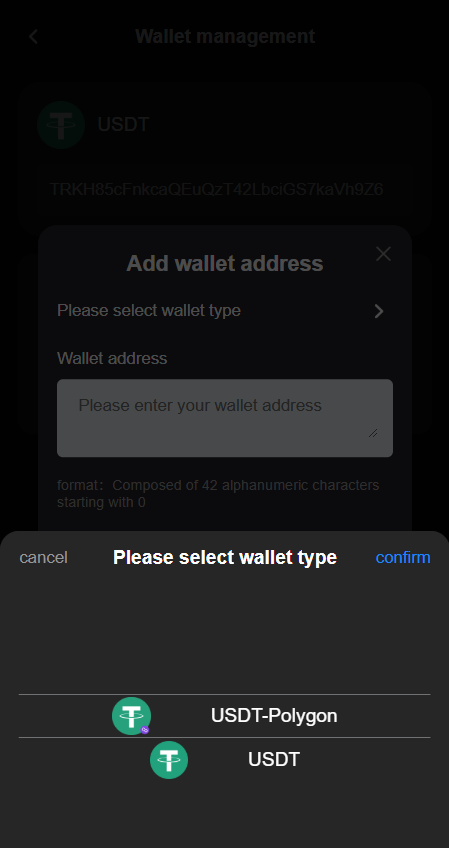 Wallet management
USDT
TRKH85cFnkcaQEuQzT42LbciGS7kaVh9Z6
Add wallet address
Please select wallet type
Wallet address
Please enter your wallet address
format: Composed of 42 alphanumeric characters
starting with 0
cancel Please select wallet type confirm
USDT-Polygon
USDT